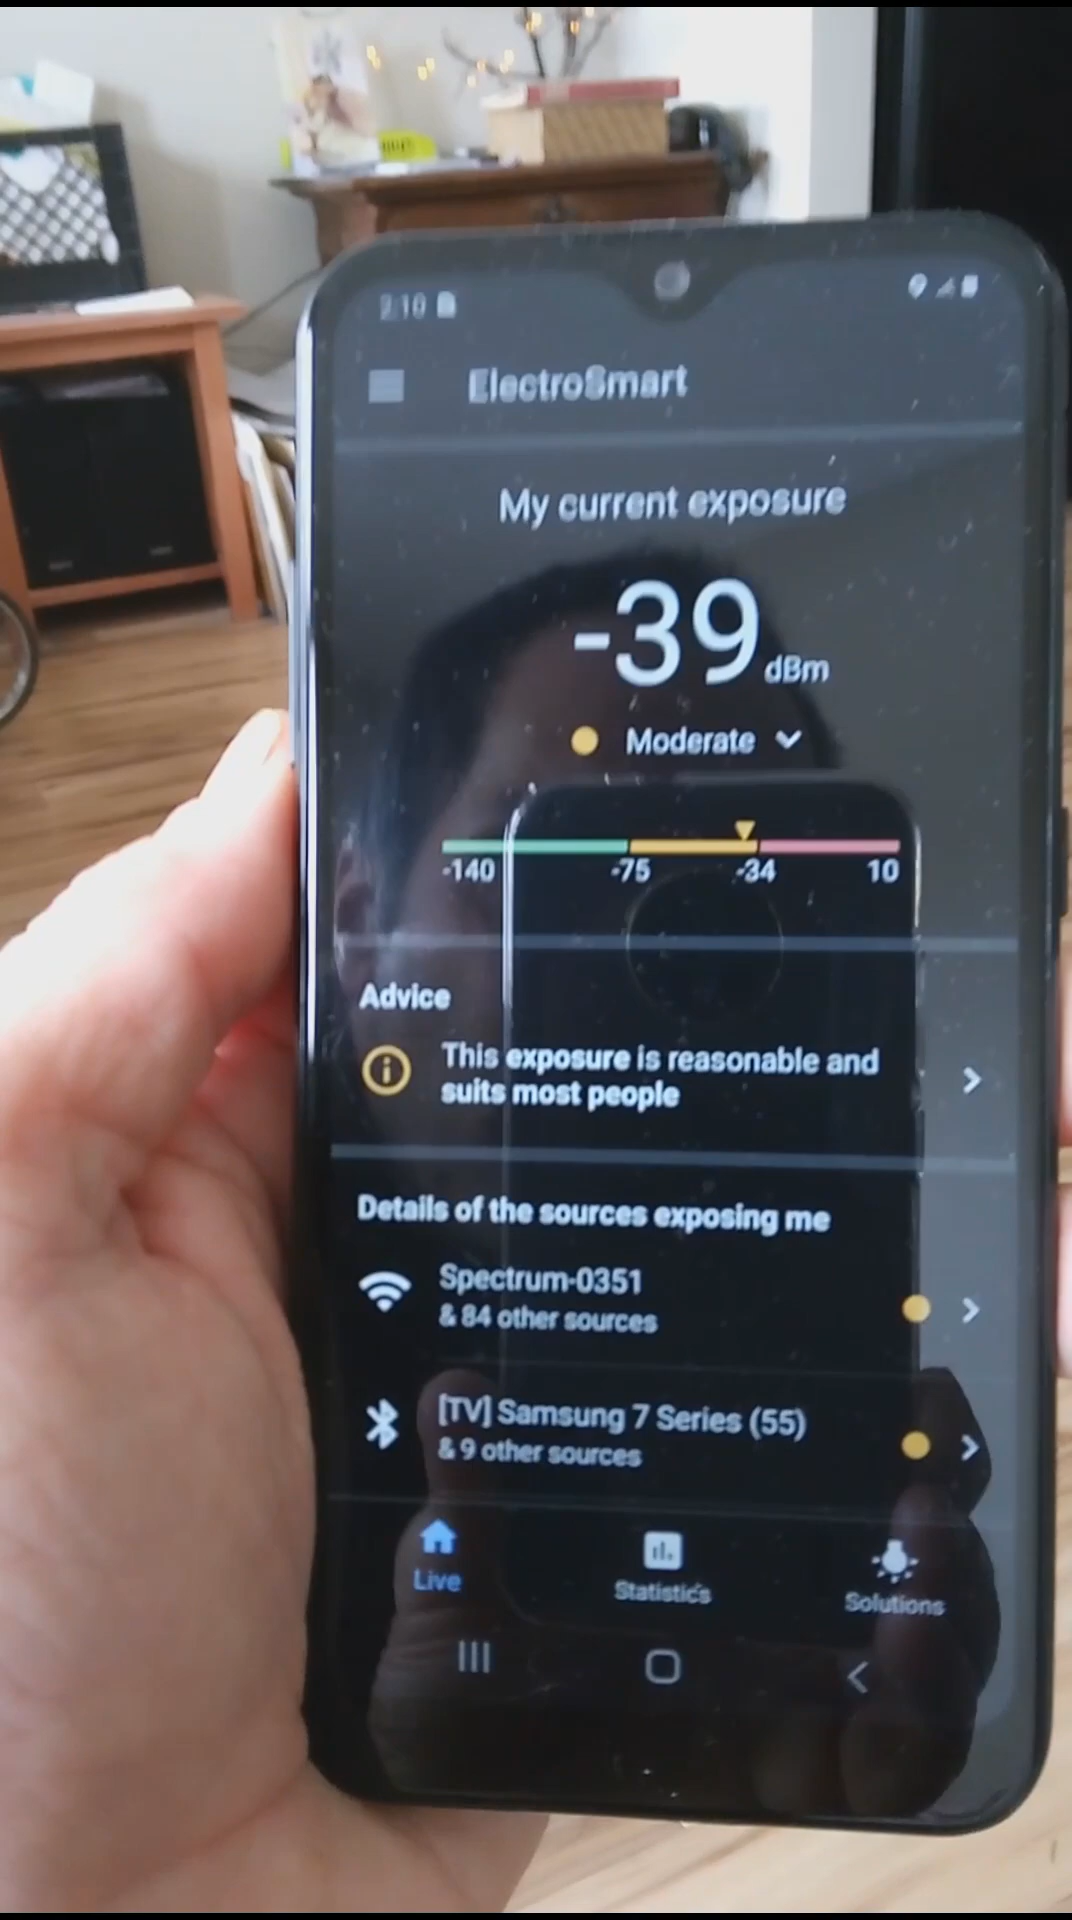 2:10
ElectroSmart
My current exposure
-39 dBm
Moderate
-140 -75 -34 10
Advice
This exposure is reasonable and
suits most people
Details of the sources exposing me
Spectrum-0351
& 84 other sources
[TV] Samsung 7 Series (55)
& 9 other sources
Live Statistics Solutions